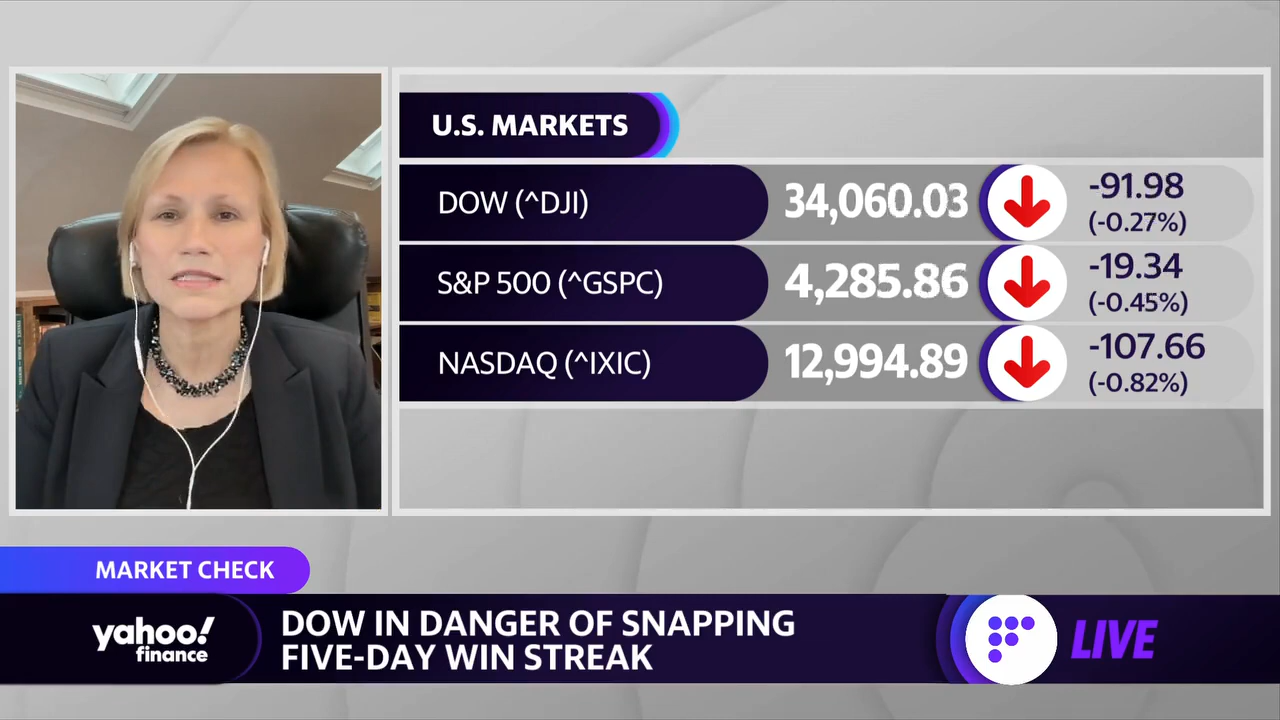 U.S. MARKETS
DOW (^DJI) 34,060.03 -91.98 (-0.27%)
S&P 500 (^GSPC) 4,285.86 -19.34 (-0.45%)
NASDAQ (^IXIC) 12,994.89 -107.66 (-0.82%)
MARKET CHECK
yahoo! finance
DOW IN DANGER OF SNAPPING
FIVE-DAY WIN STREAK
LIVE